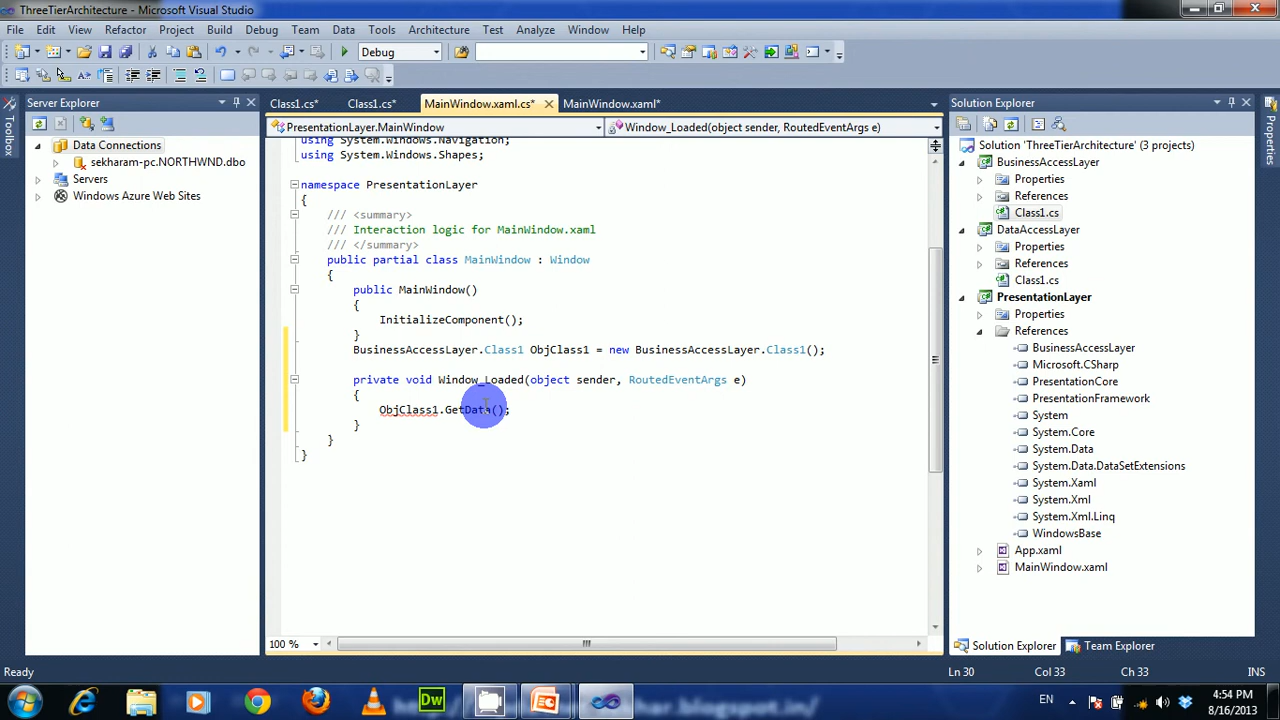 ThreeTierArchitecture - Microsoft Visual Studio
File Edit View Refactor Project Build Debug Team Data Tools Architecture Test Analyze Window Help
Debug
Server Explorer
Class1.cs* Class1.cs* MainWindow.xaml.cs* MainWindow.xaml*
Solution Explorer
Toolbox
Properties
Data Connections
sekharam-pc.NORTHWND.dbo
Servers
Windows Azure Web Sites
PresentationLayer.MainWindow
Window_Loaded(object sender, RoutedEventArgs e)
using System.Windows.Navigation;
using System.Windows.Shapes;
namespace PresentationLayer
{
/// <summary>
/// Interaction logic for MainWindow.xaml
/// </summary>
public partial class MainWindow : Window
{
public MainWindow()
{
InitializeComponent();
}
BusinessAccessLayer.Class1 ObjClass1 = new BusinessAccessLayer.Class1();
private void Window_Loaded(object sender, RoutedEventArgs e)
{
ObjClass1.GetData();
}
}
}
Solution 'ThreeTierArchitecture' (3 projects)
BusinessAccessLayer
Properties
References
Class1.cs
DataAccessLayer
Properties
References
Class1.cs
PresentationLayer
Properties
References
BusinessAccessLayer
Microsoft.CSharp
PresentationCore
PresentationFramework
System
System.Core
System.Data
System.Data.DataSetExtensions
System.Xaml
System.Xml
System.Xml.Linq
WindowsBase
App.xaml
MainWindow.xaml
100 %
Solution Explorer Team Explorer
Ready Ln 30 Col 33 Ch 33 INS
Dw
EN
4:54 PM
8/16/2013